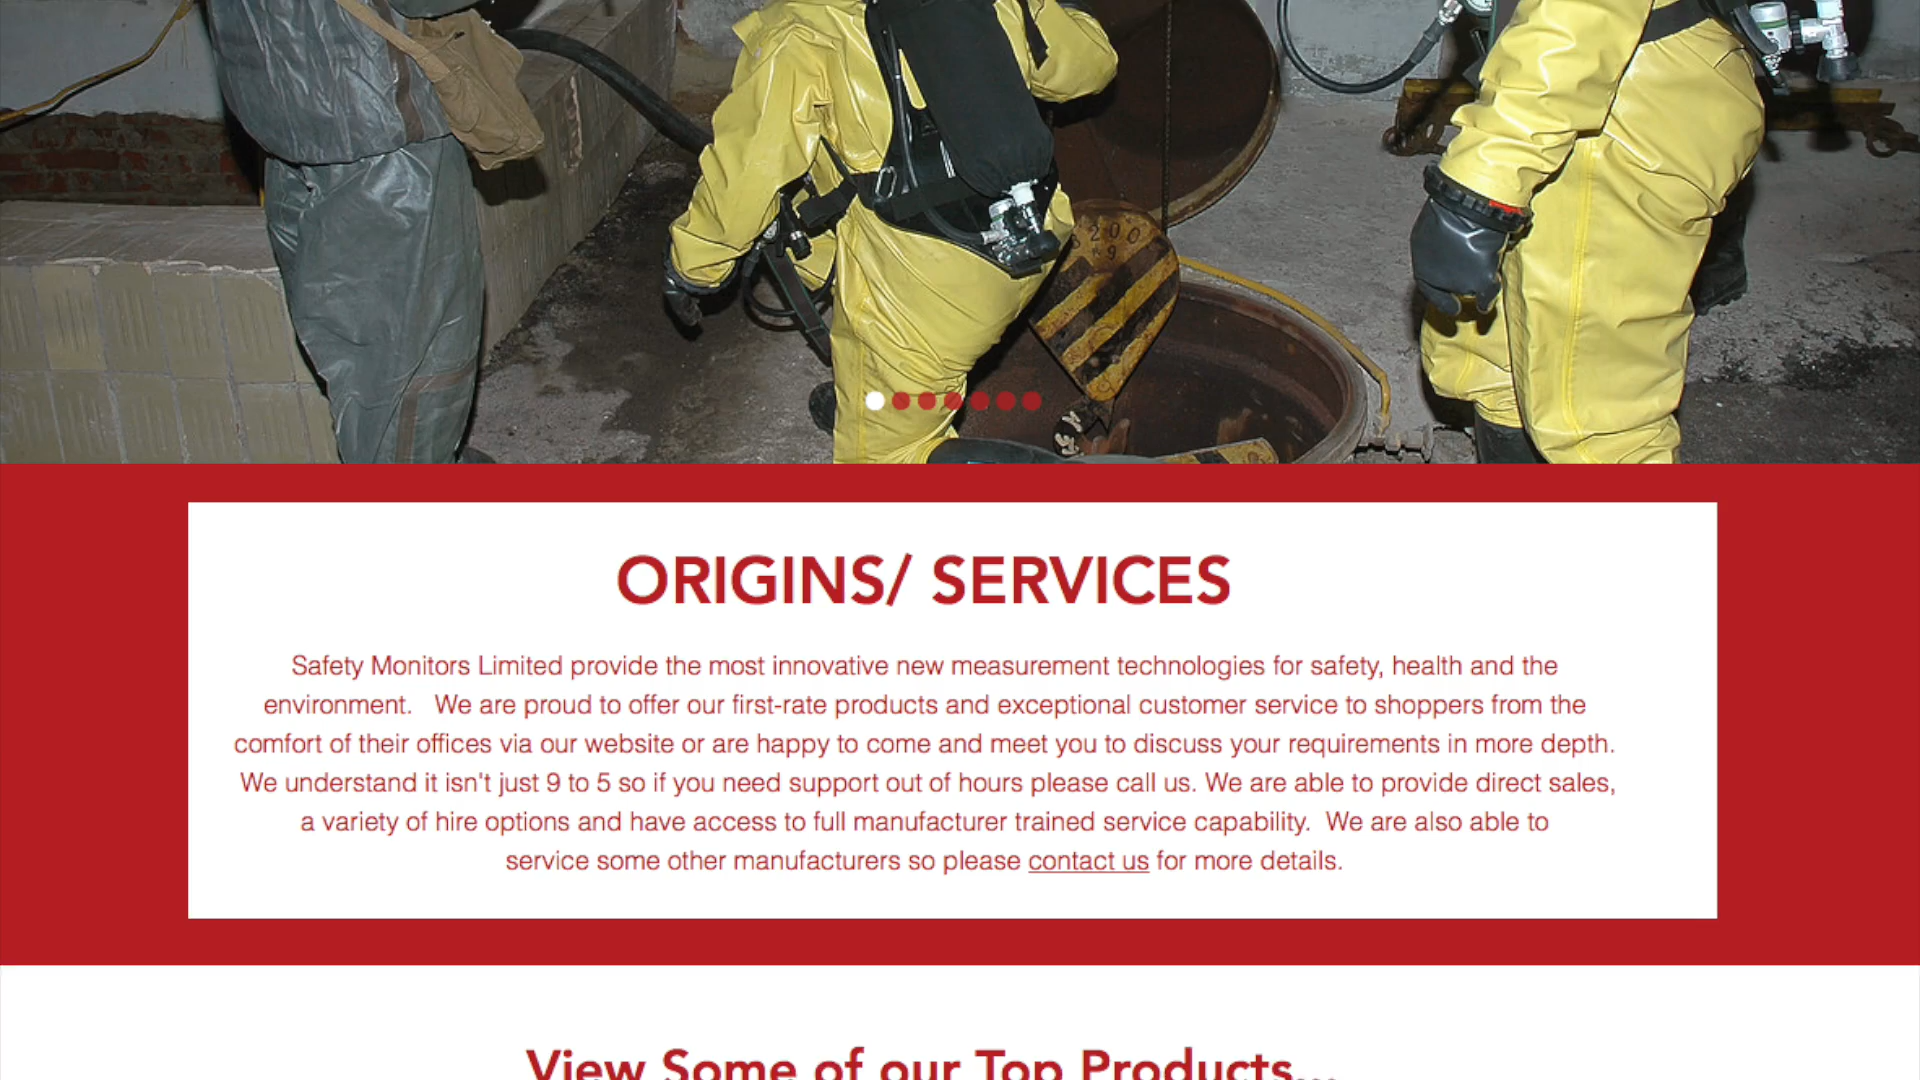 3200
*9
ORIGINS/ SERVICES
Safety Monitors Limited provide the most innovative new measurement technologies for safety, health and the
environment.   We are proud to offer our first-rate products and exceptional customer service to shoppers from the
comfort of their offices via our website or are happy to come and meet you to discuss your requirements in more depth.
We understand it isn't just 9 to 5 so if you need support out of hours please call us. We are able to provide direct sales,
a variety of hire options and have access to full manufacturer trained service capability.  We are also able to
service some other manufacturers so please contact us for more details.
View Some of our Top Products...